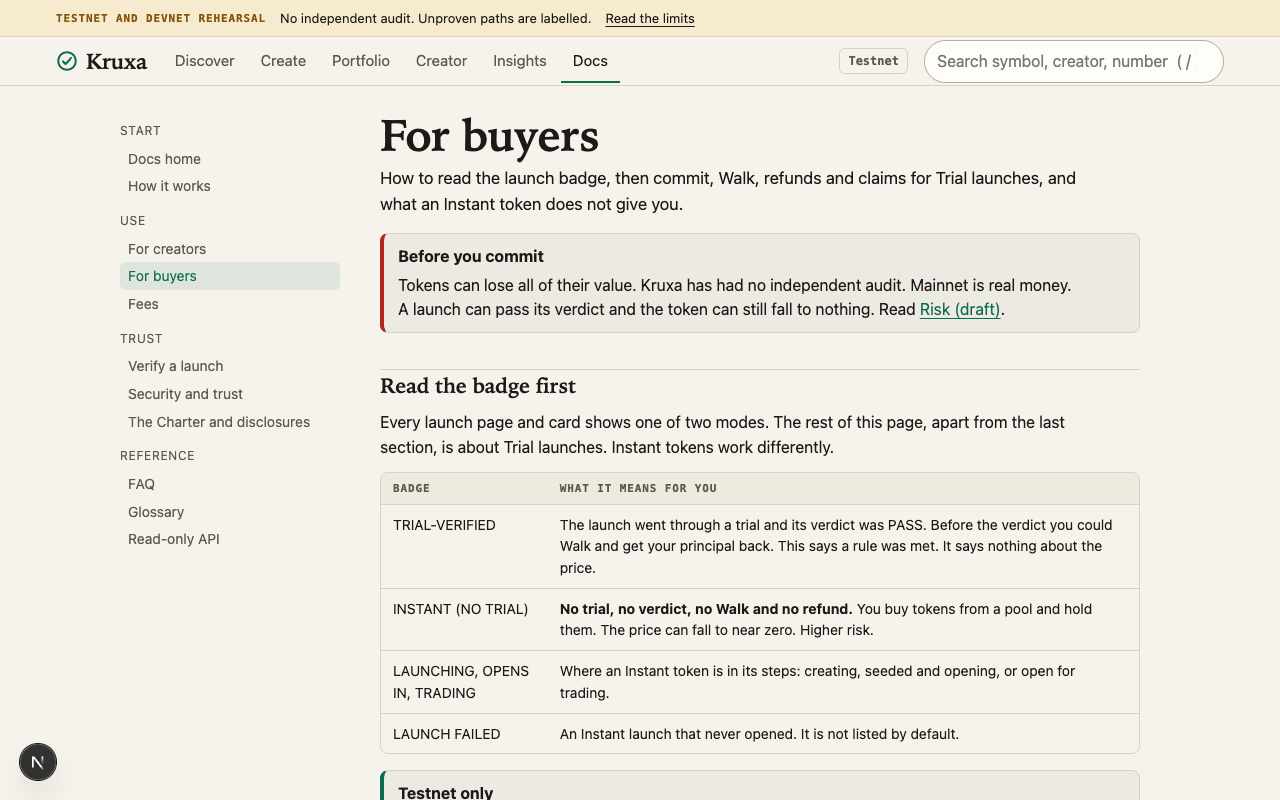 TESTNET AND DEVNET REHEARSAL No independent audit. Unproven paths are labelled. Read the limits
Kruxa Discover Create Portfolio Creator Insights Docs Testnet Search symbol, creator, number ( /
START
Docs home
How it works
USE
For creators
For buyers
Fees
TRUST
Verify a launch
Security and trust
The Charter and disclosures
REFERENCE
FAQ
Glossary
Read-only API
For buyers
How to read the launch badge, then commit, Walk, refunds and claims for Trial launches, and
what an Instant token does not give you.
Before you commit
Tokens can lose all of their value. Kruxa has had no independent audit. Mainnet is real money.
A launch can pass its verdict and the token can still fall to nothing. Read Risk (draft).
Read the badge first
Every launch page and card shows one of two modes. The rest of this page, apart from the last
section, is about Trial launches. Instant tokens work differently.
BADGE WHAT IT MEANS FOR YOU
TRIAL-VERIFIED The launch went through a trial and its verdict was PASS. Before the verdict you could
Walk and get your principal back. This says a rule was met. It says nothing about the
price.
INSTANT (NO TRIAL) No trial, no verdict, no Walk and no refund. You buy tokens from a pool and hold
them. The price can fall to near zero. Higher risk.
LAUNCHING, OPENS Where an Instant token is in its steps: creating, seeded and opening, or open for
IN, TRADING trading.
LAUNCH FAILED An Instant launch that never opened. It is not listed by default.
Testnet only
N